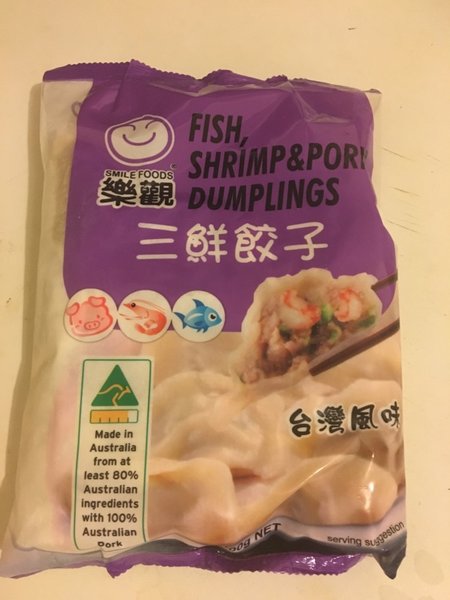 FISH,
SHRIMP&PORK
DUMPLINGS
SMILE FOODS
樂觀
三鮮餃子
台灣風味
Made in
Australia
from at
least 80%
Australian
ingredients
with 100%
Australian
Pork
NET
serving suggestion